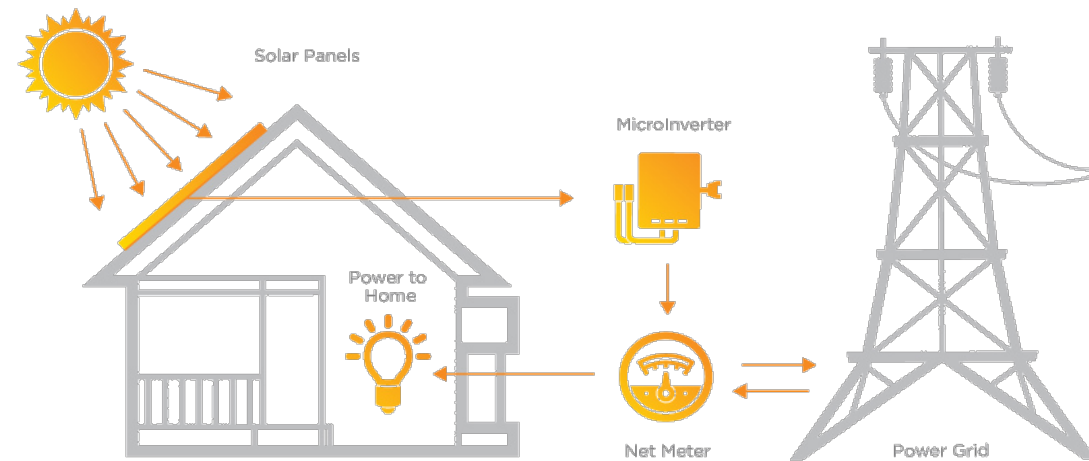 Solar Panels
MicroInverter
Power to
Home
Net Meter
Power Grid